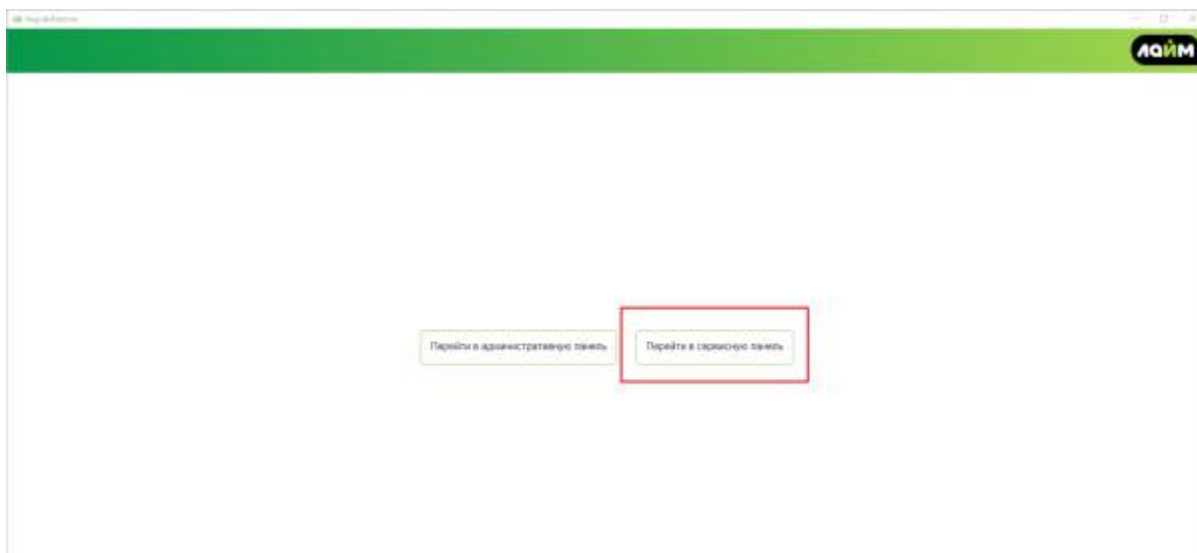 ЛАЙМ
Перейти в административную панель
Перейти в сервисную панель